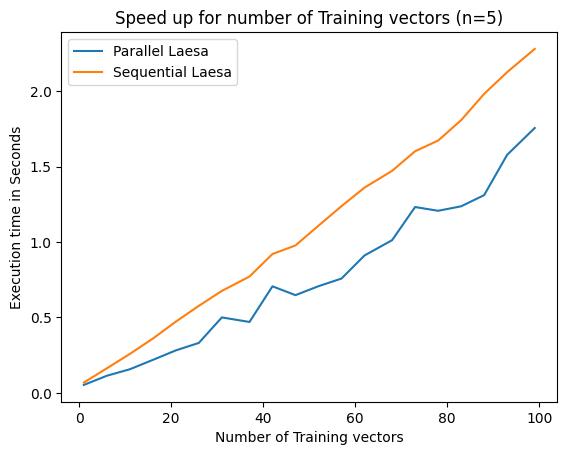 Speed up for number of Training vectors (n=5)
Parallel Laesa
Sequential Laesa
Execution time in Seconds
2.0
1.5
1.0
0.5
0.0
0 20 40 60 80 100
Number of Training vectors